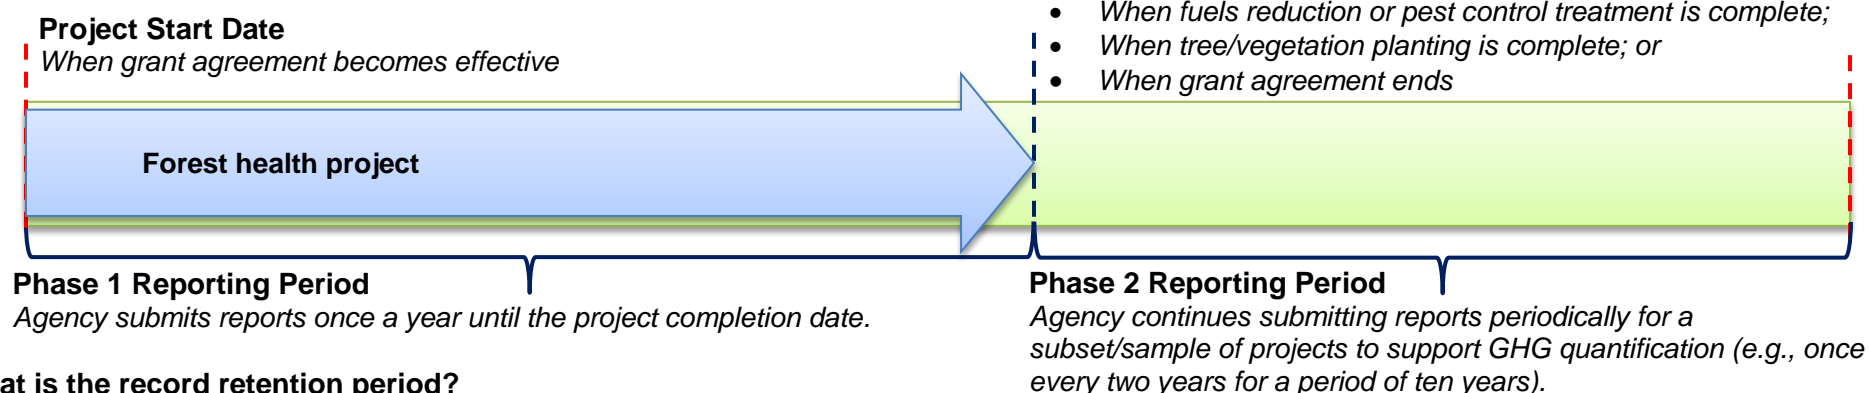 Project Start Date
When grant agreement becomes effective
• When fuels reduction or pest control treatment is complete;
• When tree/vegetation planting is complete; or
• When grant agreement ends
Forest health project
Phase 1 Reporting Period
Agency submits reports once a year until the project completion date.
Phase 2 Reporting Period
Agency continues submitting reports periodically for a
subset/sample of projects to support GHG quantification (e.g., once
every two years for a period of ten years).
at is the record retention period?